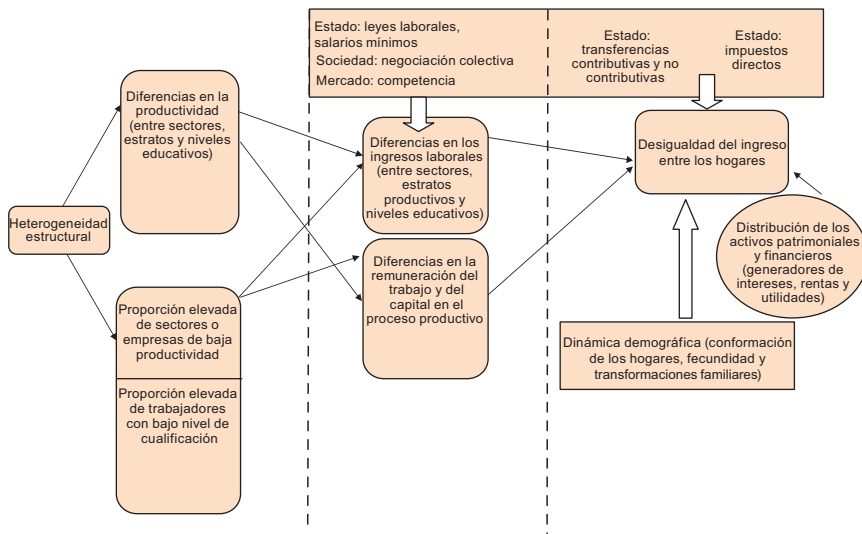 Estado: leyes laborales,
salarios mínimos
Sociedad: negociación colectiva
Mercado: competencia
Estado:
transferencias
contributivas y no
contributivas
Estado:
impuestos
directos
Diferencias en la
productividad
(entre sectores,
estratos y niveles
educativos)
Diferencias en los
ingresos laborales
(entre sectores,
estratos
productivos y
niveles educativos)
Desigualdad del ingreso
entre los hogares
Heterogeneidad
estructural
Distribución de los
activos patrimoniales
y financieros
(generadores de
intereses, rentas y
utilidades)
Diferencias en la
remuneración del
trabajo y del
capital en el
proceso productivo
Proporción elevada
de sectores o
empresas de baja
productividad
Proporción elevada
de trabajadores
con bajo nivel de
cualificación
Dinámica demográfica (conformación
de los hogares, fecundidad y
transformaciones familiares)